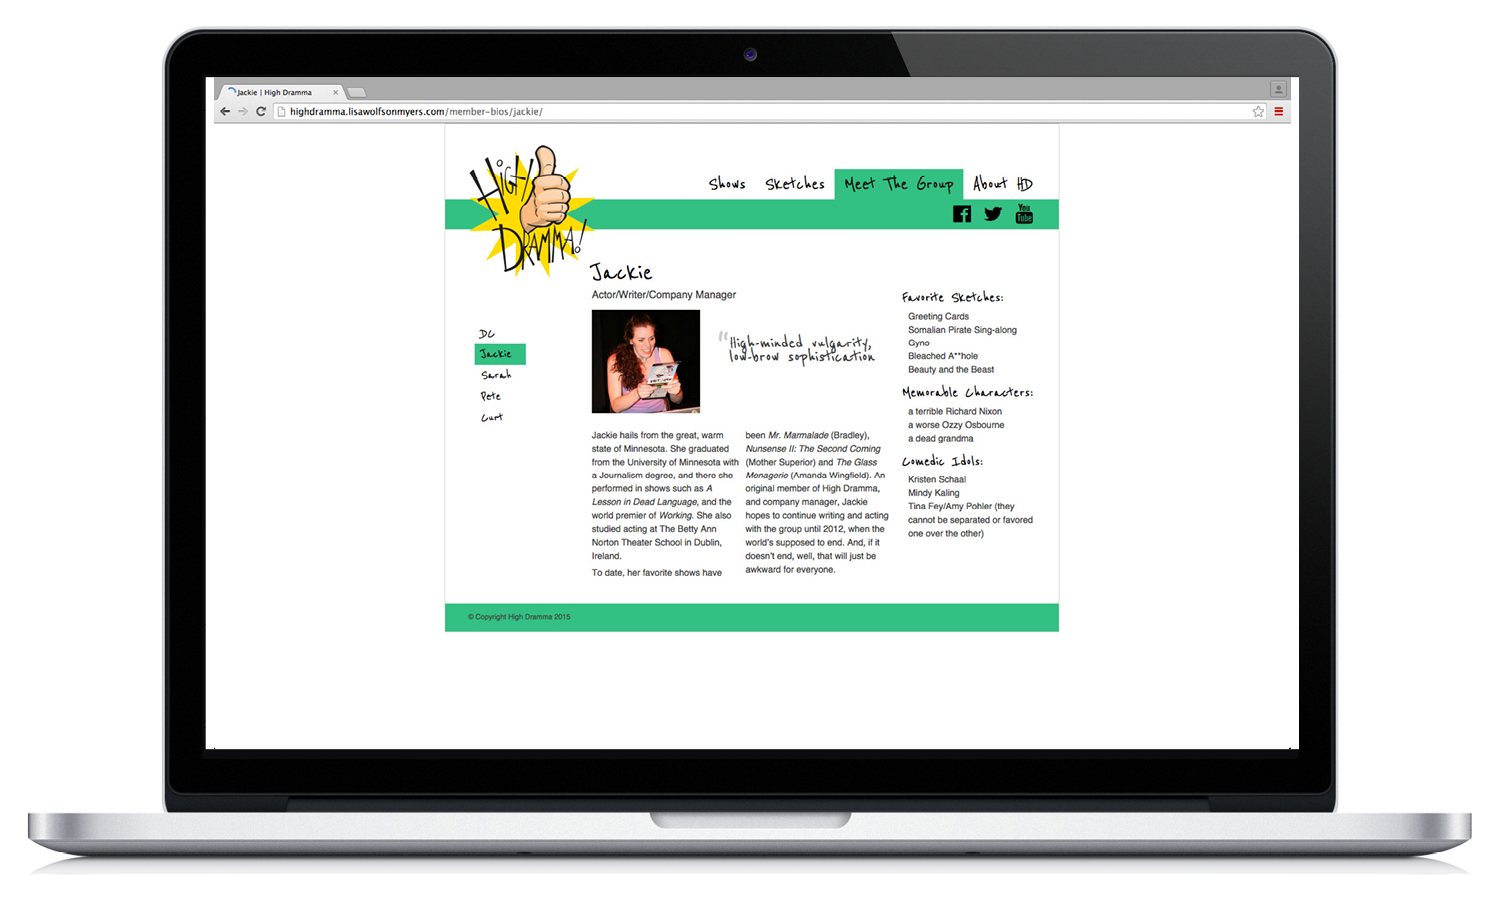 Jackie | High Dramma
highdramma.lisawolfsonmyers.com/member-bios/jackie/
HiGH
DRAMMA!
Shows
Sketches
Meet The Group
About HD
You
Tube
Jackie
Actor/Writer/Company Manager
DC
Jackie
Sarah
Pete
Curt
"High-minded vulgarity,
low-brow sophistication
Jackie hails from the great, warm
state of Minnesota. She graduated
from the University of Minnesota with
a Journalism degree, and there she
performed in shows such as A
Lesson in Dead Language, and the
world premier of Working. She also
studied acting at The Betty Ann
Norton Theater School in Dublin,
Ireland.
To date, her favorite shows have
been Mr. Marmalade (Bradley),
Nunsense II: The Second Coming
(Mother Superior) and The Glass
Menagerie (Amanda Wingfield). An
original member of High Dramma,
and company manager, Jackie
hopes to continue writing and acting
with the group until 2012, when the
world's supposed to end. And, if it
doesn't end, well, that will just be
awkward for everyone.
Favorite Sketches:
Greeting Cards
Somalian Pirate Sing-along
Gyno
Bleached A**hole
Beauty and the Beast
Memorable Characters:
a terrible Richard Nixon
a worse Ozzy Osbourne
a dead grandma
Comedic Idols:
Kristen Schaal
Mindy Kaling
Tina Fey/Amy Pohler (they
cannot be separated or favored
one over the other)
© Copyright High Dramma 2015